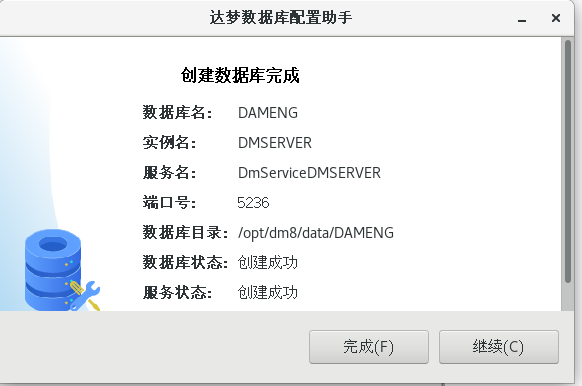 达梦数据库配置助手
创建数据库完成
数据库名: DAMENG
实例名: DMSERVER
服务名: DmServiceDMSERVER
端口号: 5236
数据库目录: /opt/dm8/data/DAMENG
数据库状态: 创建成功
服务状态: 创建成功
完成(F) 继续(C)